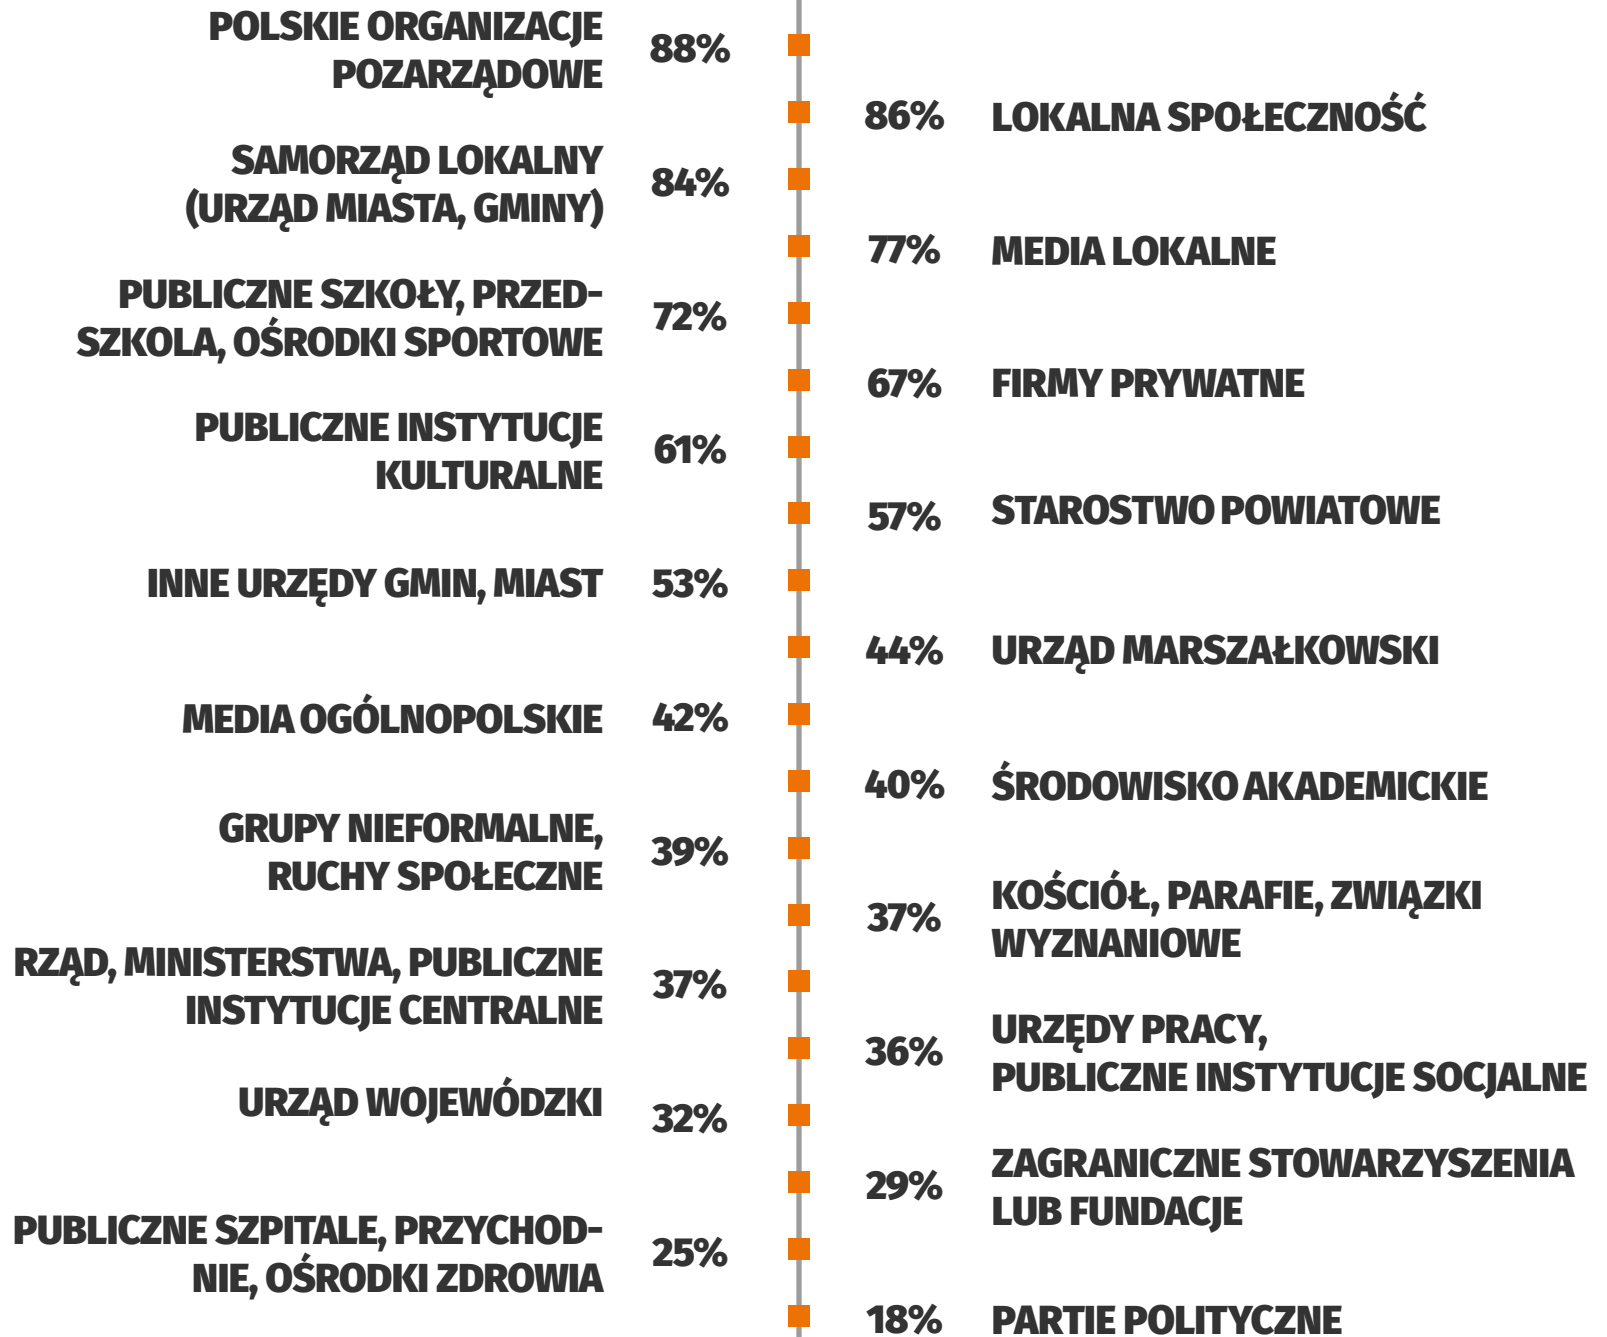 POLSKIE ORGANIZACJE
POZARZĄDOWE
88%
86%
LOKALNA SPOŁECZNOŚĆ
SAMORZĄD LOKALNY
(URZĄD MIASTA, GMINY)
84%
77%
MEDIA LOKALNE
PUBLICZNE SZKOŁY, PRZED-
SZKOLA, OŚRODKI SPORTOWE
72%
67%
FIRMY PRYWATNE
PUBLICZNE INSTYTUCJE
KULTURALNE
61%
57%
STAROSTWO POWIATOWE
INNE URZĘDY GMIN, MIAST
53%
44%
URZĄD MARSZAŁKOWSKI
MEDIA OGÓLNOPOLSKIE
42%
40%
ŚRODOWISKO AKADEMICKIE
GRUPY NIEFORMALNE,
RUCHY SPOŁECZNE
39%
37%
KOŚCIÓŁ, PARAFIE, ZWIĄZKI
WYZNANIOWE
RZĄD, MINISTERSTWA, PUBLICZNE
INSTYTUCJE CENTRALNE
37%
36%
URZĘDY PRACY,
PUBLICZNE INSTYTUCJE SOCJALNE
URZĄD WOJEWÓDZKI
32%
29%
ZAGRANICZNE STOWARZYSZENIA
LUB FUNDACJE
PUBLICZNE SZPITALE, PRZYCHOD-
NIE, OŚRODKI ZDROWIA
25%
18%
PARTIE POLITYCZNE